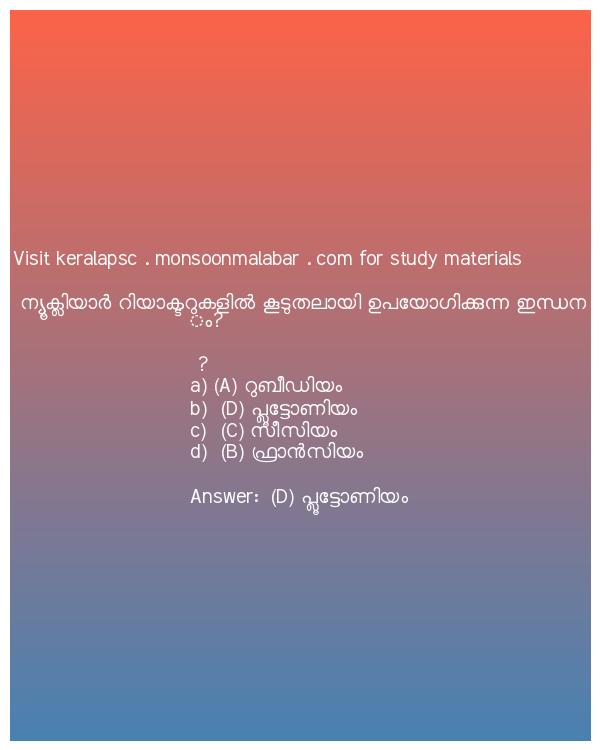 Visit keralapsc . monsoonmalabar . com for study materials
ന്യൂക്ലിയാർ റിയാക്ടറുകളിൽ കൂടുതലായി ഉപയോഗിക്കുന്ന ഇന്ധന
ം?
?
a) (A) റുബീഡിയം
b) (D) പ്ലൂട്ടോണിയം
c) (C) സീസിയം
d) (B) ഫ്രാൻസിയം
Answer: (D) പ്ലൂട്ടോണിയം